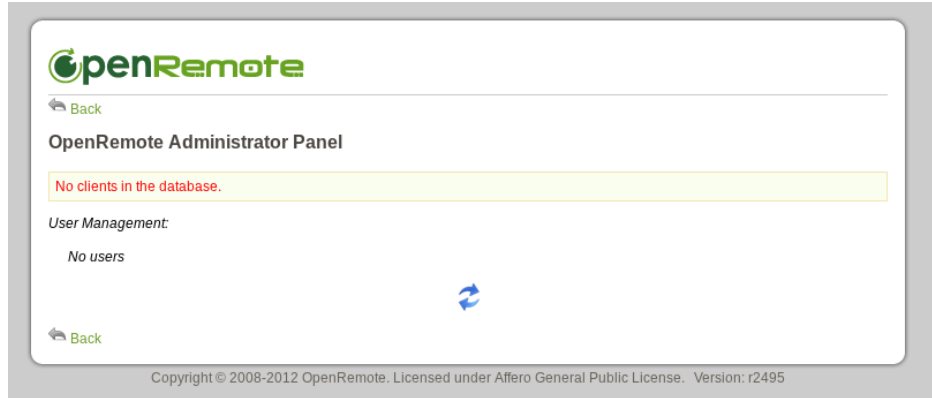 OpenRemote
Back
OpenRemote Administrator Panel
No clients in the database.
User Management:
No users
Back
Copyright © 2008-2012 OpenRemote. Licensed under Affero General Public License. Version: r2495